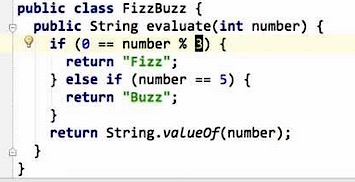 public class FizzBuzz {
  public String evaluate(int number) {
    if (0 == number % 3) {
      return "Fizz";
    } else if (number == 5) {
      return "Buzz";
    }
    return String.valueOf(number);
  }
}